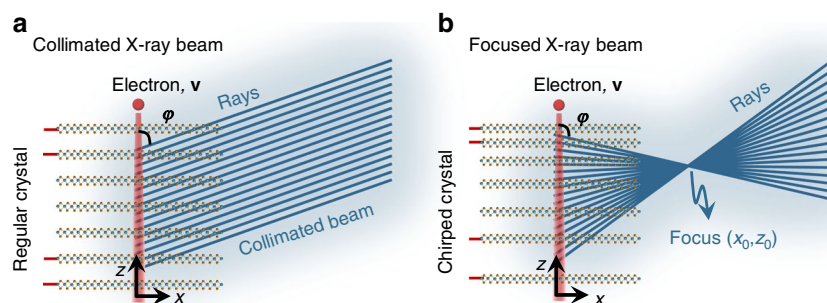 a
Collimated X-ray beam
Electron, v
φ
Rays
Regular crystal
Collimated beam
z
x
b
Focused X-ray beam
Electron, v
φ
Rays
Chirped crystal
Focus (x₀,z₀)
z
x